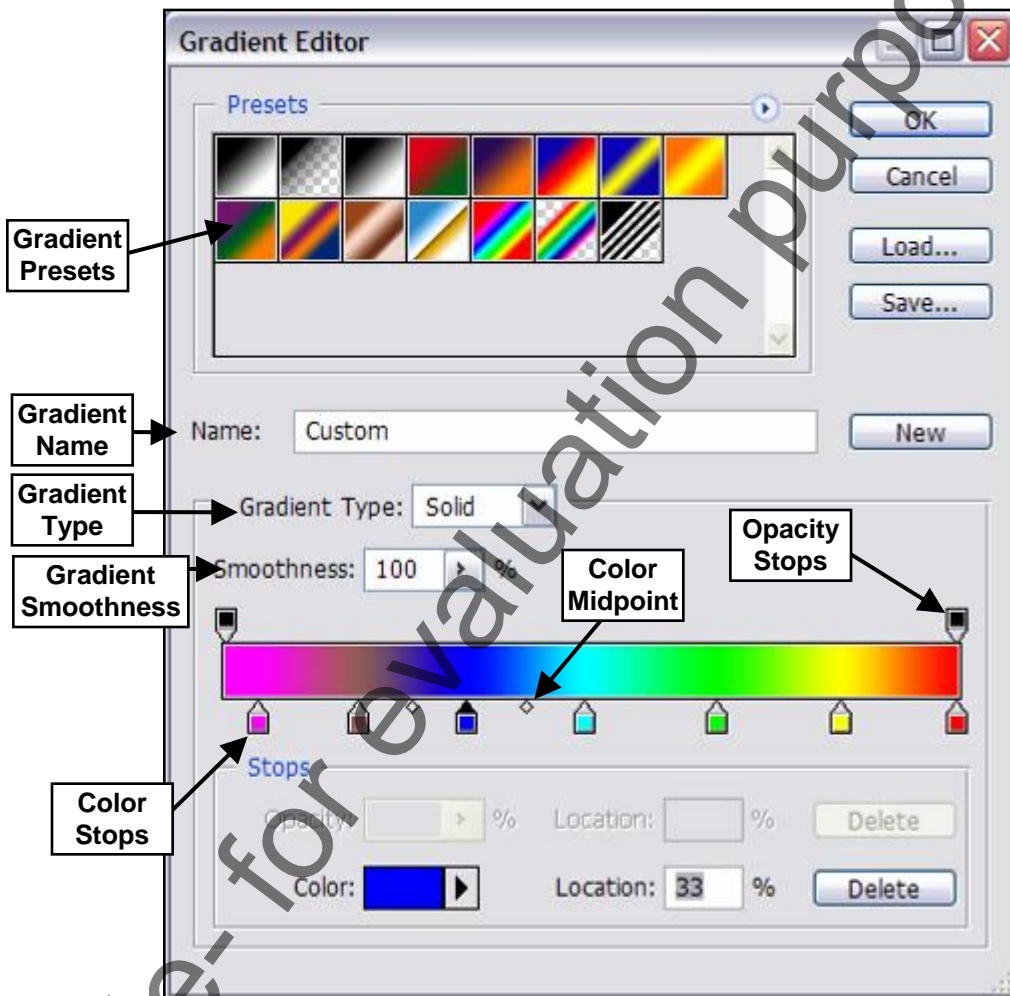 Gradient Editor
Presets
OK
Cancel
Gradient
Presets
Load...
Save...
Gradient
Name
Name: Custom
New
Gradient
Type
Gradient Type: Solid
Opacity
Stops
Gradient
Smoothness
Smoothness: 100 %
Color
Midpoint
Stops
Color
Stops
Opacity: % Location: % Delete
Color: Location: 33 % Delete
e- for evaluation purpo